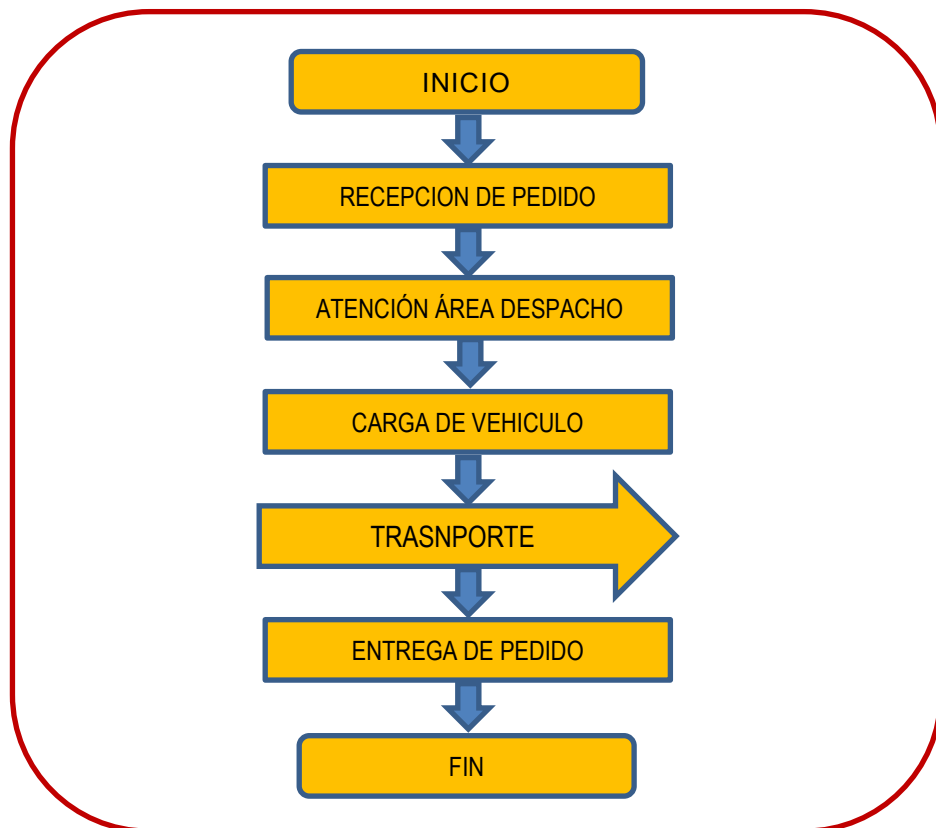 INICIO
RECEPCION DE PEDIDO
ATENCIÓN ÁREA DESPACHO
CARGA DE VEHICULO
TRASNPORTE
ENTREGA DE PEDIDO
FIN